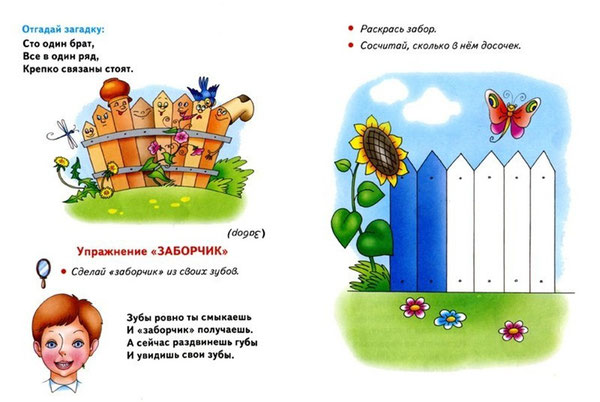 Отгадай загадку:
Сто один брат,
Все в один ряд,
Крепко связаны стоят.
(Забор)
Упражнение «ЗАБОРЧИК»
• Сделай «заборчик» из своих зубов.
Зубы ровно ты смыкаешь
И «заборчик» получаешь.
А сейчас раздвинешь губы
И увидишь свои зубы.
• Раскрась забор.
• Сосчитай, сколько в нём досочек.